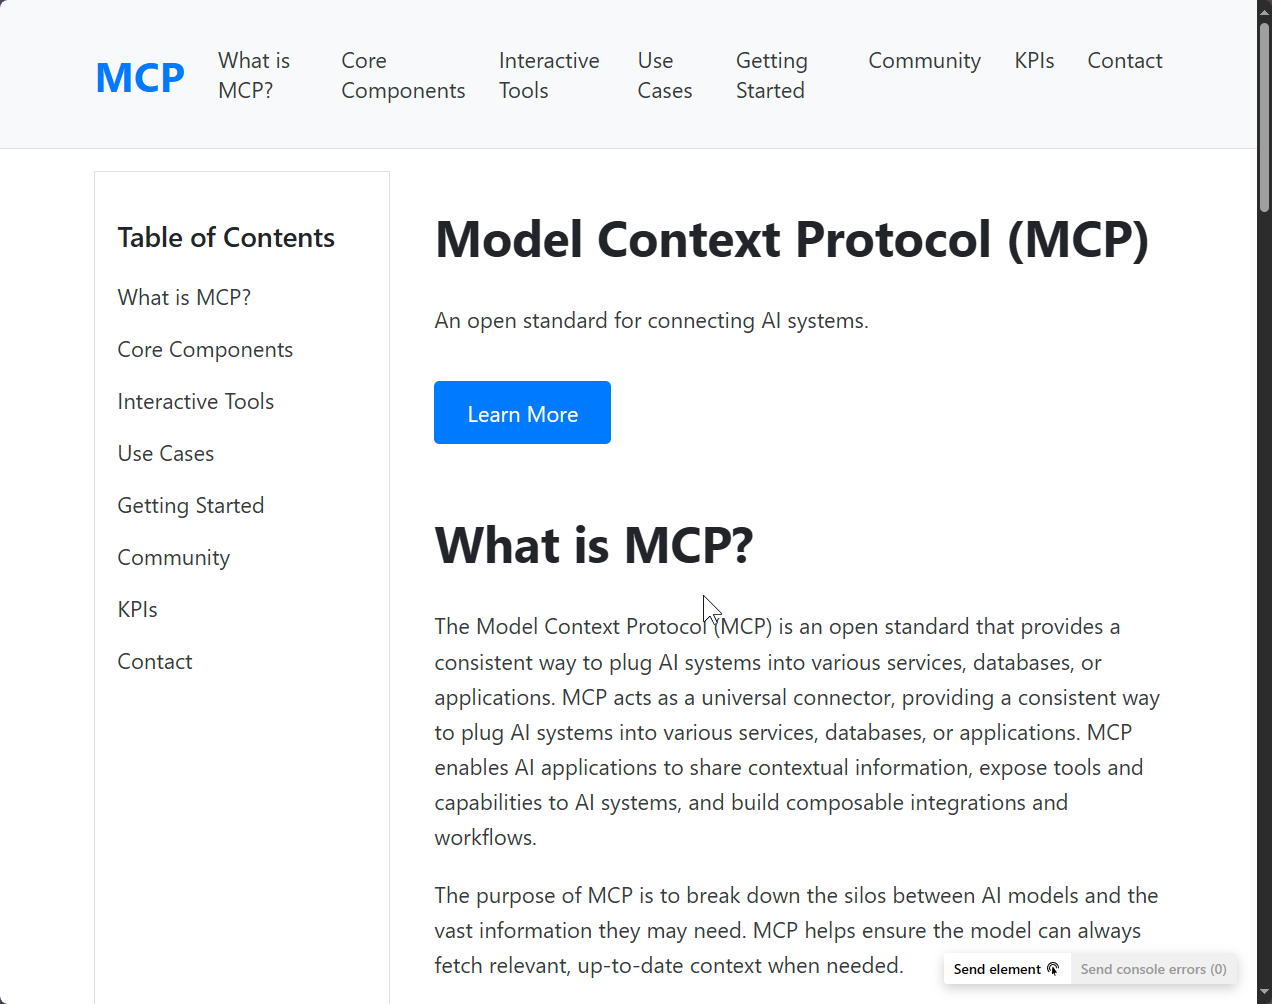 MCP
What is
MCP?
Core
Components
Interactive
Tools
Use
Cases
Getting
Started
Community
KPIs
Contact
Table of Contents
What is MCP?
Core Components
Interactive Tools
Use Cases
Getting Started
Community
KPIs
Contact
Model Context Protocol (MCP)
An open standard for connecting AI systems.
Learn More
What is MCP?
The Model Context Protocol (MCP) is an open standard that provides a
consistent way to plug AI systems into various services, databases, or
applications. MCP acts as a universal connector, providing a consistent way
to plug AI systems into various services, databases, or applications. MCP
enables AI applications to share contextual information, expose tools and
capabilities to AI systems, and build composable integrations and
workflows.
The purpose of MCP is to break down the silos between AI models and the
vast information they may need. MCP helps ensure the model can always
fetch relevant, up-to-date context when needed.
Send element
Send console errors (0)